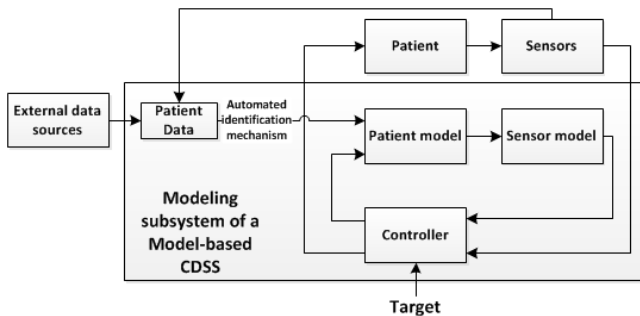 Patient
Sensors
External data
sources
Patient
Data
Automated
identification
mechanism
Patient model
Sensor model
Modeling
subsystem of a
Model-based
CDSS
Controller
Target